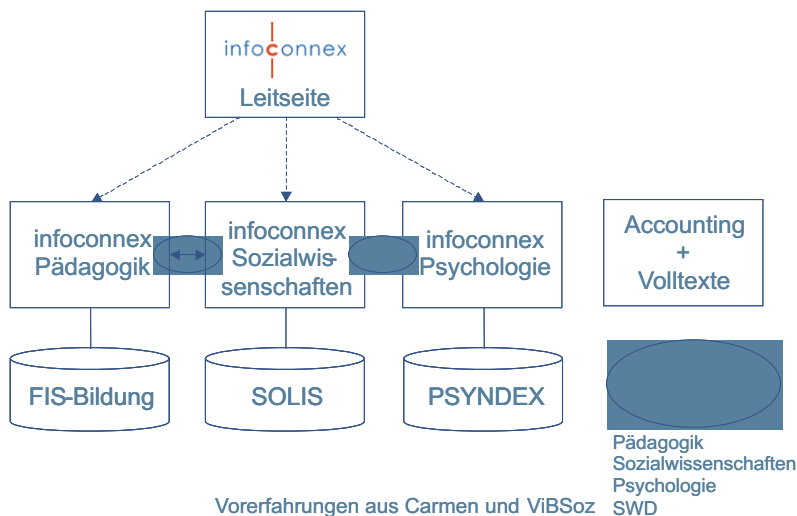 infoconnex
Leitseite
infoconnex
Pädagogik
infoconnex
Sozialwis-
senschaften
infoconnex
Psychologie
Accounting
+
Volltexte
FIS-Bildung
SOLIS
PSYNDEX
Pädagogik
Sozialwissenschaften
Psychologie
SWD
Vorerfahrungen aus Carmen und ViBSoz